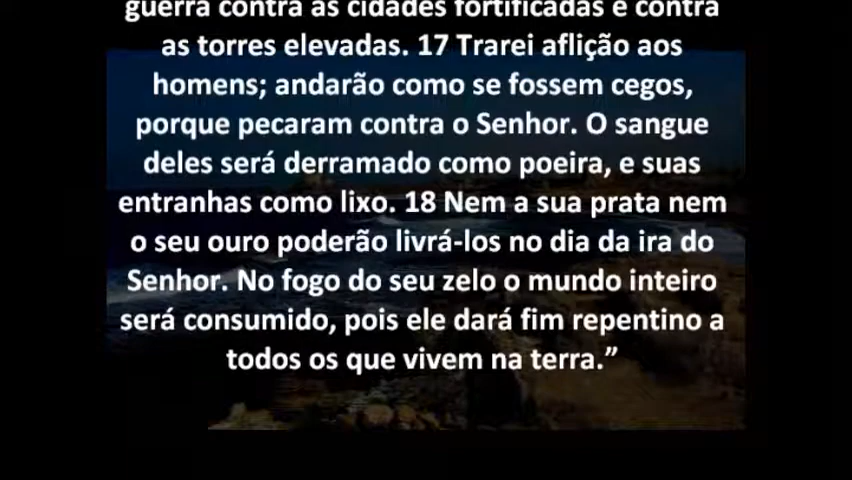 guerra contra as cidades fortificadas e contra
as torres elevadas. 17 Trarei aflição aos
homens; andarão como se fossem cegos,
porque pecaram contra o Senhor. O sangue
deles será derramado como poeira, e suas
entranhas como lixo. 18 Nem a sua prata nem
o seu ouro poderão livrá-los no dia da ira do
Senhor. No fogo do seu zelo o mundo inteiro
será consumido, pois ele dará fim repentino a
todos os que vivem na terra.”